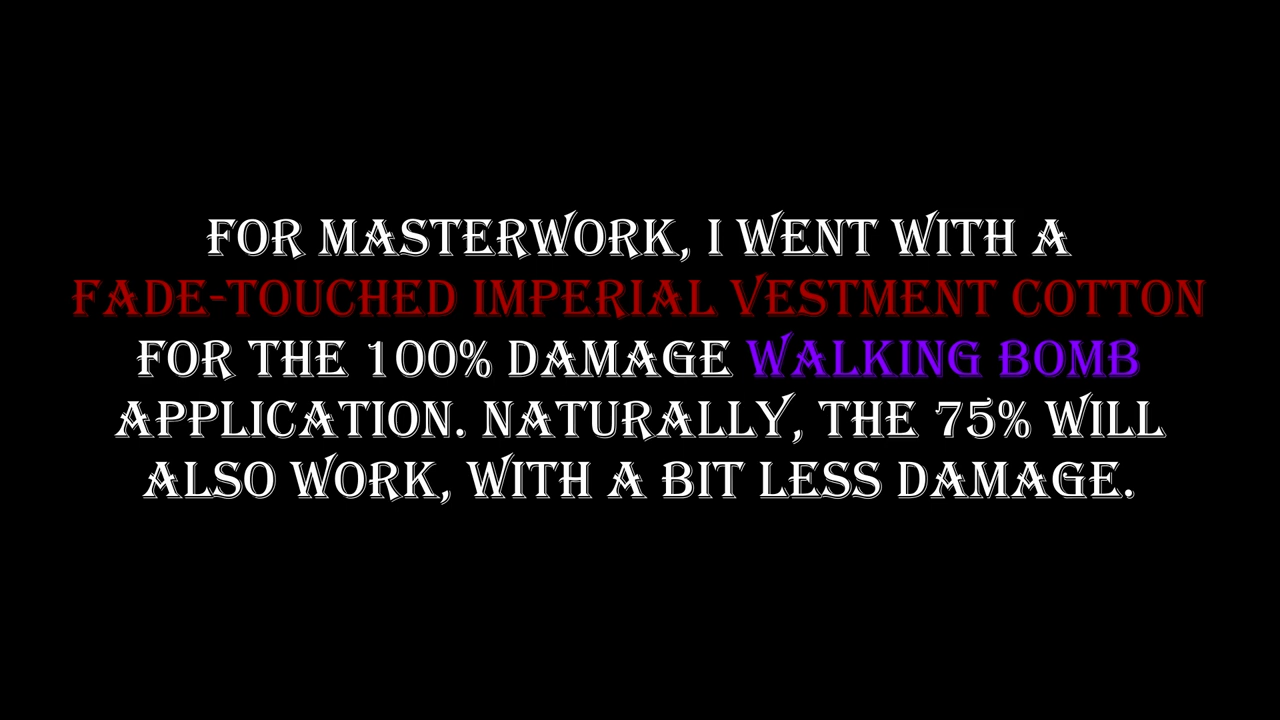 FOR MASTERWORK, I WENT WITH A
FADE-TOUCHED IMPERIAL VESTMENT COTTON
FOR THE 100% DAMAGE WALKING BOMB
APPLICATION. NATURALLY, THE 75% WILL
ALSO WORK, WITH A BIT LESS DAMAGE.